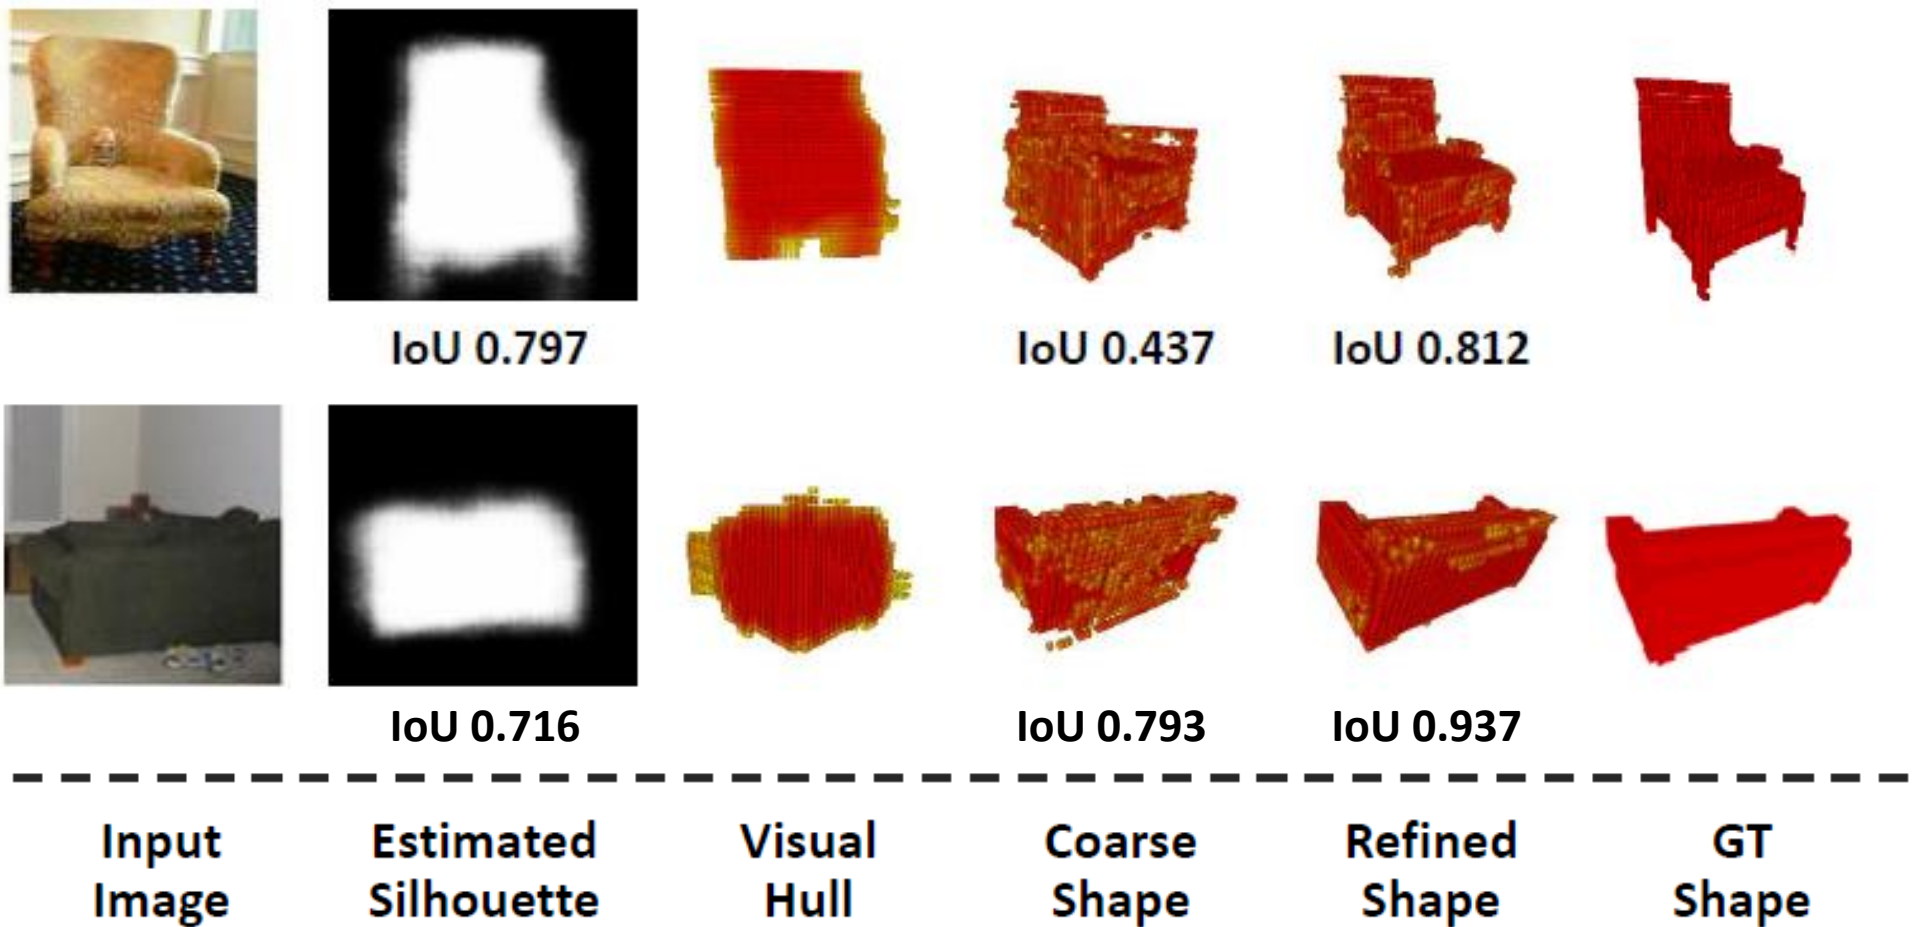 IoU 0.797
IoU 0.437
IoU 0.812
IoU 0.716
IoU 0.793
IoU 0.937
Input
Image
Estimated
Silhouette
Visual
Hull
Coarse
Shape
Refined
Shape
GT
Shape